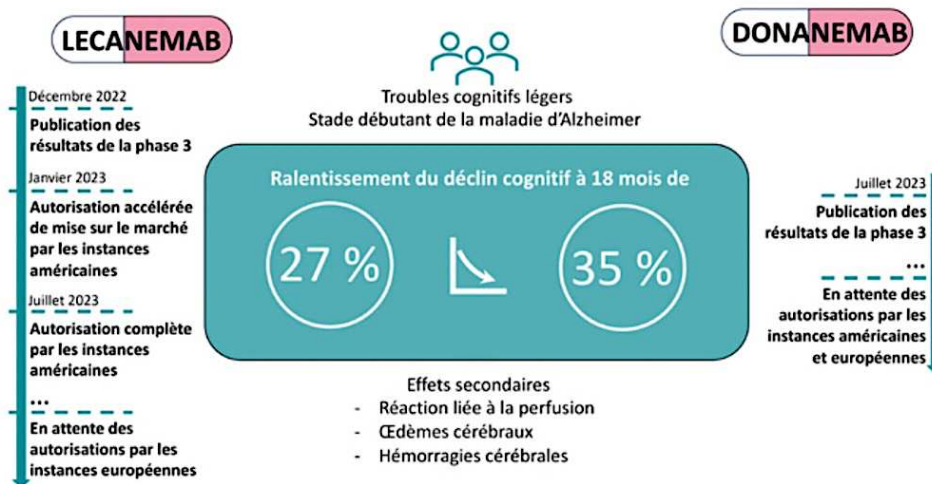 LECANEMAB
Décembre 2022
Publication des
résultats de la phase 3
Janvier 2023
Autorisation accélérée
de mise sur le marché
par les instances
américaines
Juillet 2023
Autorisation complète
par les instances
américaines
...
En attente des
autorisations par les
instances européennes
Troubles cognitifs légers
Stade débutant de la maladie d'Alzheimer
Ralentissement du déclin cognitif à 18 mois de
27 %
35 %
Effets secondaires
- Réaction liée à la perfusion
- Œdèmes cérébraux
- Hémorragies cérébrales
DONANEMAB
Juillet 2023
Publication des
résultats de la phase 3
...
En attente des
autorisations par les
instances américaines
et européennes